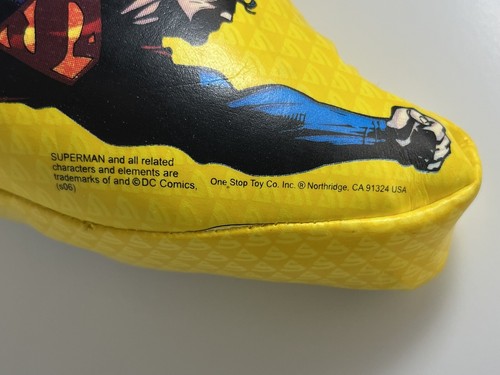 SUPERMAN and all related
characters and elements are
trademarks of and © DC Comics.
(s06)
One Stop Toy Co. Inc. ® Northridge, CA 91324 USA